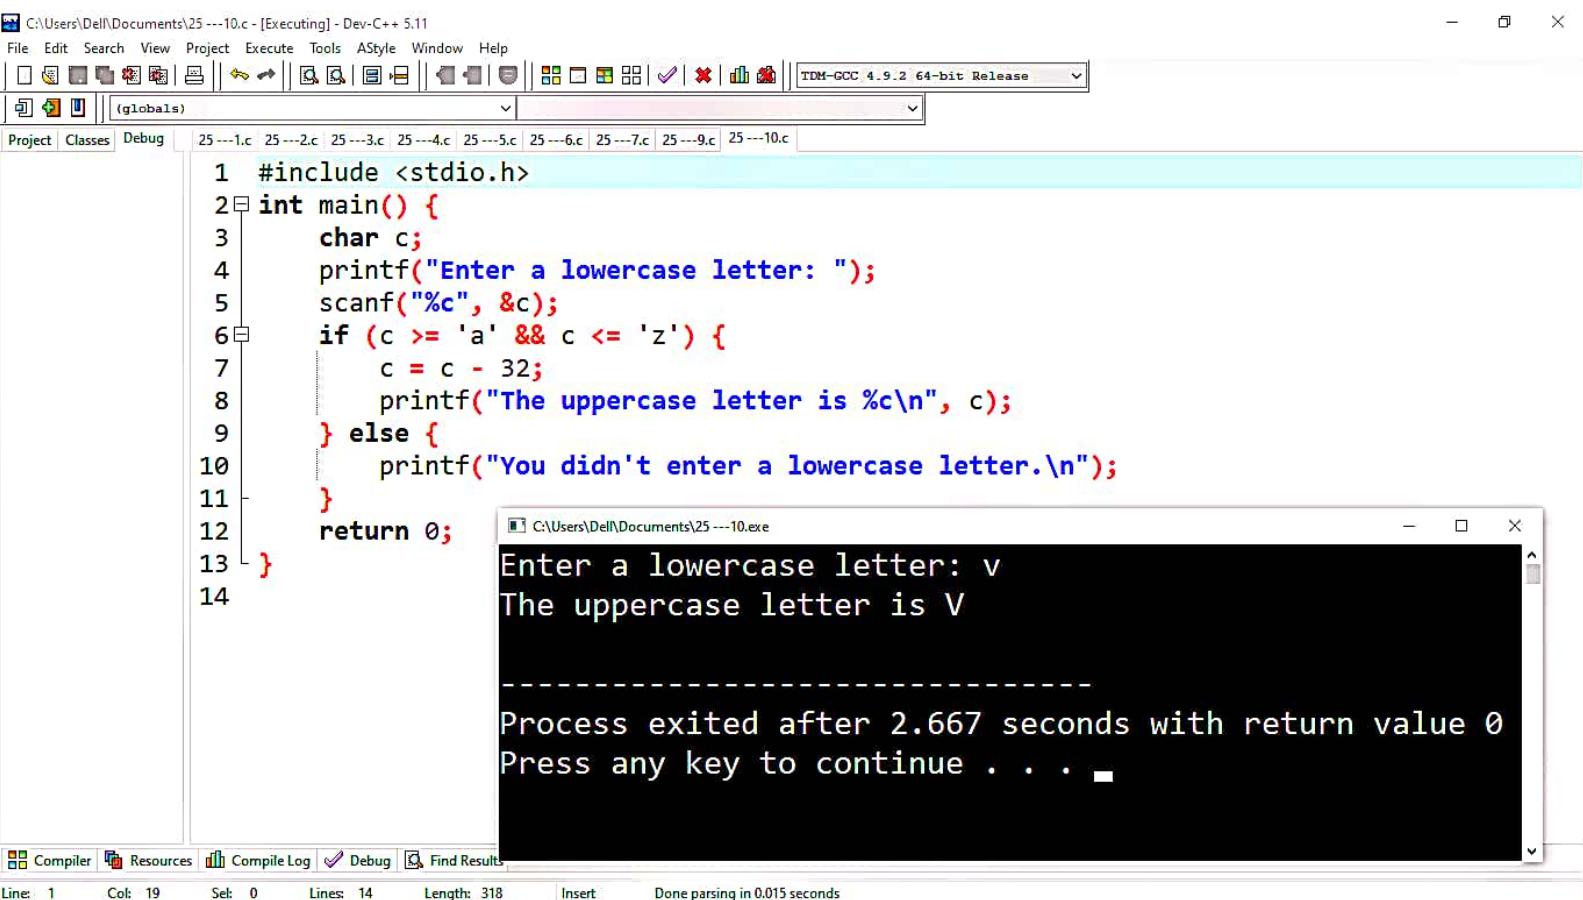 C:\Users\Dell\Documents\25 ---10.c - [Executing] - Dev-C++ 5.11
File Edit Search View Project Execute Tools AStyle Window Help
TDM-GCC 4.9.2 64-bit Release
(globals)
Project Classes Debug 25 ---1.c 25 ---2.c 25 ---3.c 25 ---4.c 25 ---5.c 25 ---6.c 25 ---7.c 25 ---9.c 25 ---10.c
1 #include <stdio.h>
2 int main() {
3 char c;
4 printf("Enter a lowercase letter: ");
5 scanf("%c", &c);
6 if (c >= 'a' && c <= 'z') {
7 c = c - 32;
8 printf("The uppercase letter is %c\n", c);
9 } else {
10 printf("You didn't enter a lowercase letter.\n");
11 }
12 return 0;
13 }
14
C:\Users\Dell\Documents\25 ---10.exe
Enter a lowercase letter: v
The uppercase letter is V
--------------------------------
Process exited after 2.667 seconds with return value 0
Press any key to continue . . .
Compiler Resources Compile Log Debug Find Results
Line: 1 Col: 19 Sel: 0 Lines: 14 Length: 318 Insert Done parsing in 0.015 seconds